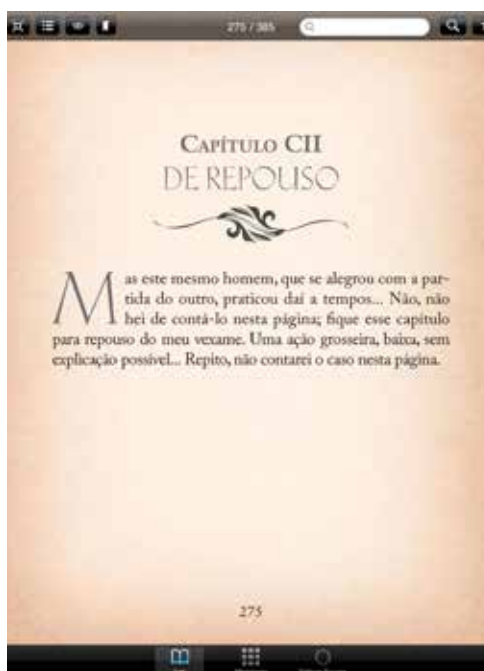 275 / 385
CAPÍTULO CII
DE REPOUSO
Mas este mesmo homem, que se alegrou com a par-
tida do outro, praticou daí a tempos... Não, não
hei de contá-lo nesta página; fique esse capítulo
para repouso do meu vexame. Uma ação grosseira, baixa, sem
explicação possível... Repito, não contarei o caso nesta página.
275